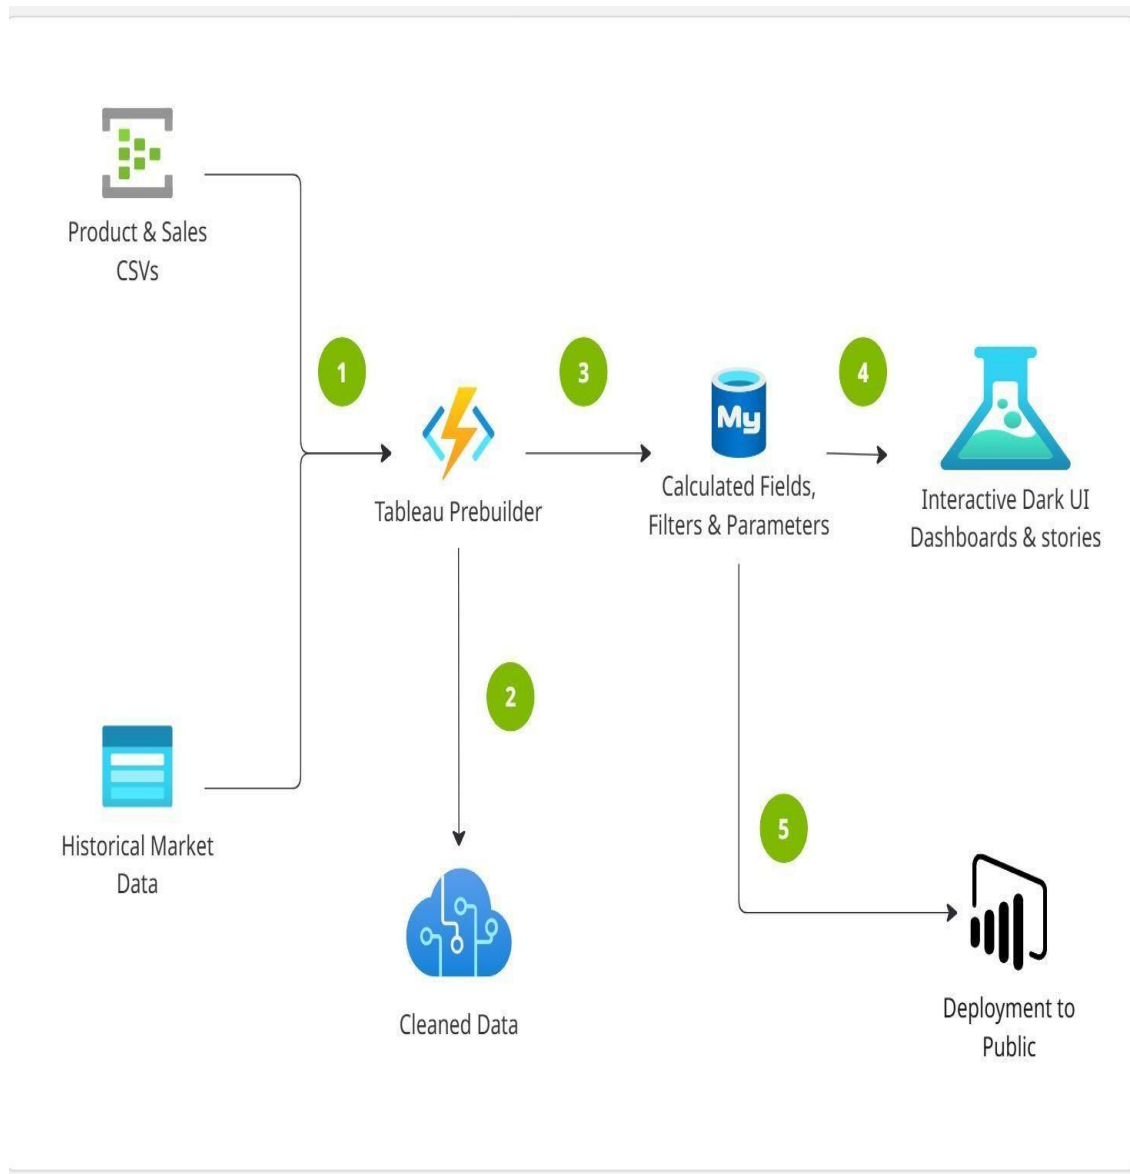 Product & Sales
CSVs
1
3
4
My
Tableau Prebuilder
Calculated Fields,
Filters & Parameters
Interactive Dark UI
Dashboards & stories
2
Historical Market
Data
5
Cleaned Data
Deployment to
Public